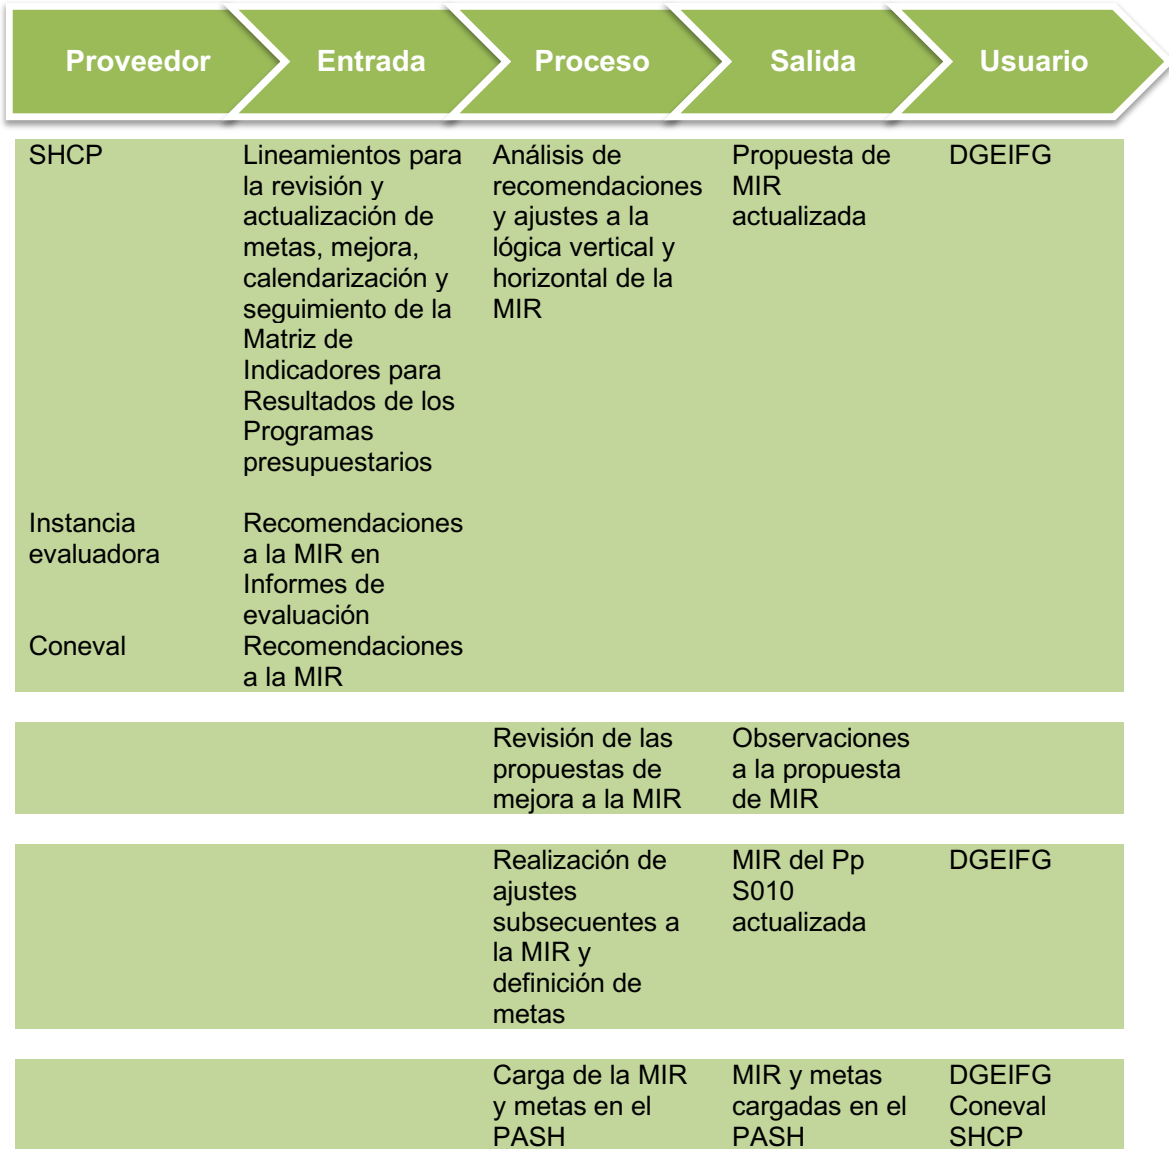 Proveedor
Entrada
Proceso
Salida
Usuario
SHCP
Lineamientos para
la revisión y
actualización de
metas, mejora,
calendarización y
seguimiento de la
Matriz de
Indicadores para
Resultados de los
Programas
presupuestarios
Análisis de
recomendaciones
y ajustes a la
lógica vertical y
horizontal de la
MIR
Propuesta de
MIR
actualizada
DGEIFG
Instancia
evaluadora
Recomendaciones
a la MIR en
Informes de
evaluación
Coneval
Recomendaciones
a la MIR
Revisión de las
propuestas de
mejora a la MIR
Observaciones
a la propuesta
de MIR
Realización de
ajustes
subsecuentes a
la MIR y
definición de
metas
MIR del Pp
S010
actualizada
DGEIFG
Carga de la MIR
y metas en el
PASH
MIR y metas
cargadas en el
PASH
DGEIFG
Coneval
SHCP